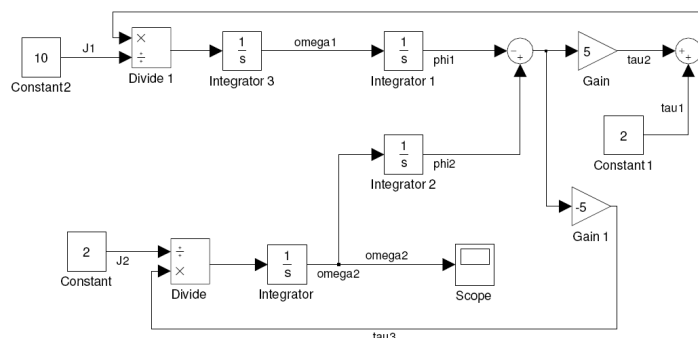 J1
×
÷
10
Constant2
Divide 1
1
s
Integrator 3
omega1
1
s
Integrator 1
phi1
-
+
5
Gain
tau2
+
+
tau1
2
Constant 1
1
s
Integrator 2
phi2
-5
Gain 1
2
Constant
J2
÷
×
Divide
1
s
Integrator
omega2
omega2
Scope
tau3